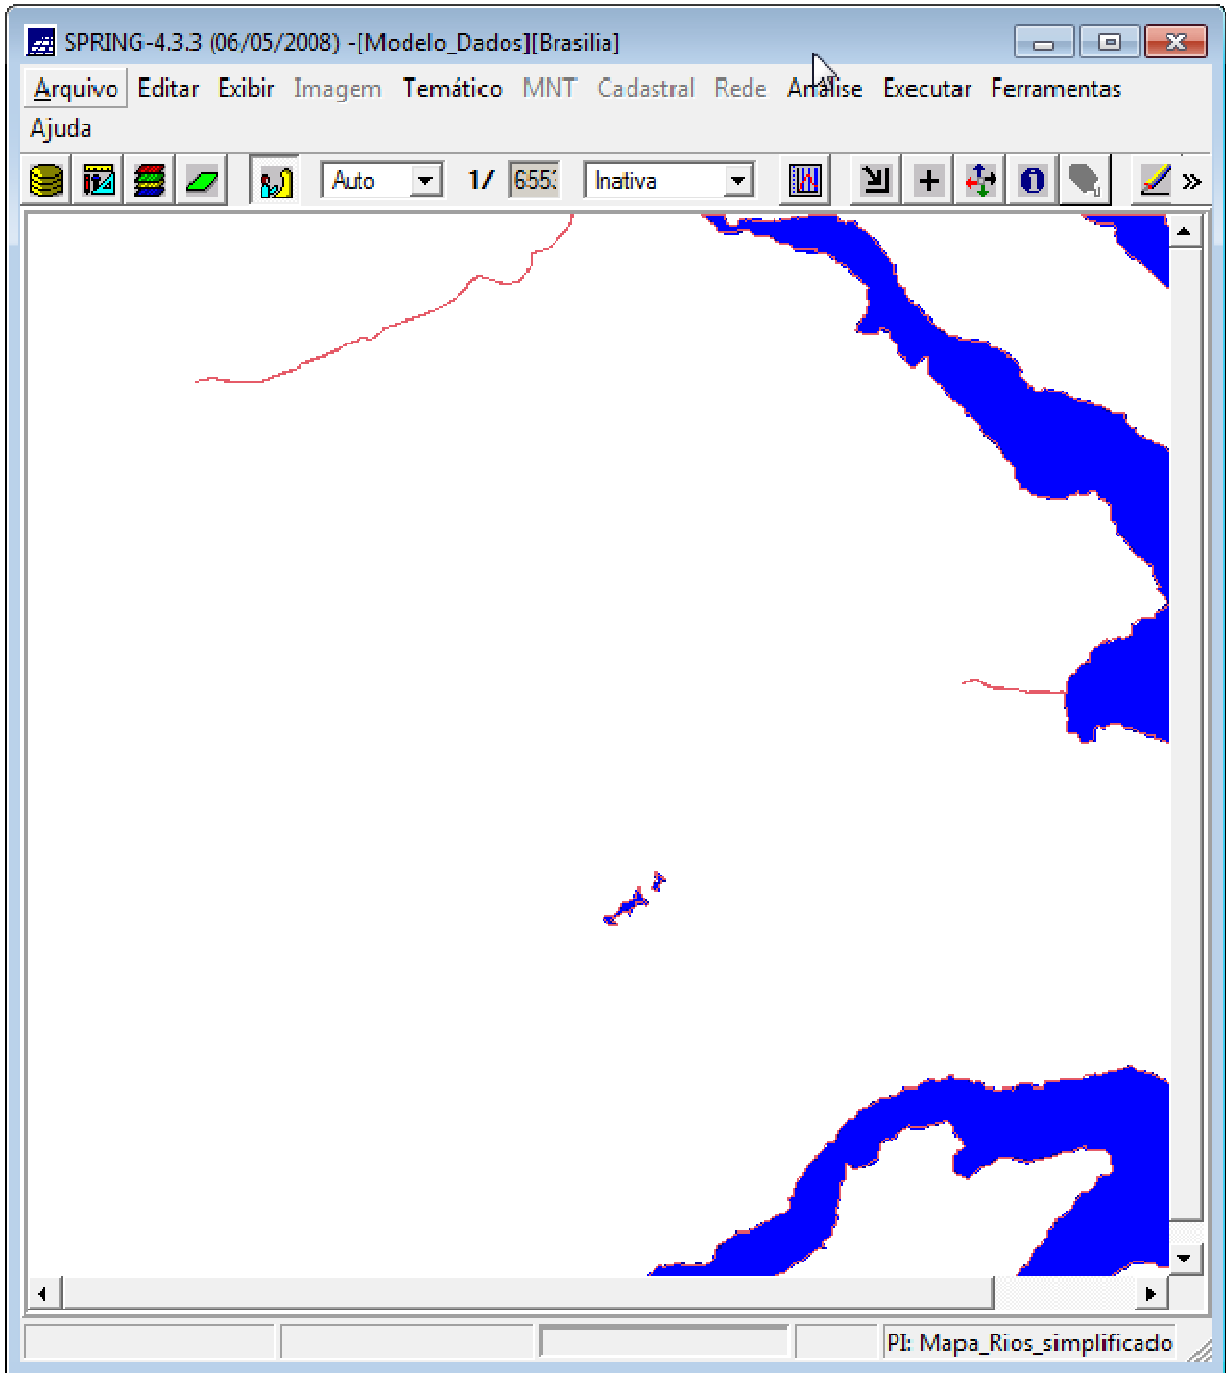 SPRING-4.3.3 (06/05/2008) -[Modelo_Dados][Brasilia]
Arquivo Editar Exibir Imagem Temático MNT Cadastral Rede Análise Executar Ferramentas
Ajuda
Auto 1/ Inativa
PI: Mapa_Rios_simplificado